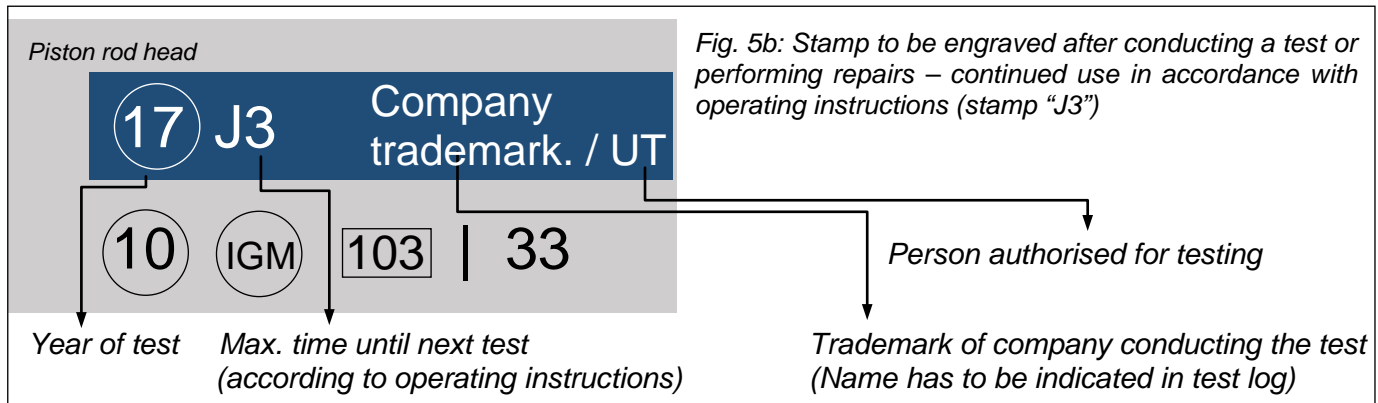 Piston rod head
Fig. 5b: Stamp to be engraved after conducting a test or
performing repairs – continued use in accordance with
operating instructions (stamp “J3”)
17 J3 Company
trademark. / UT
10 IGM 103 | 33
Person authorised for testing
Year of test
Max. time until next test
(according to operating instructions)
Trademark of company conducting the test
(Name has to be indicated in test log)